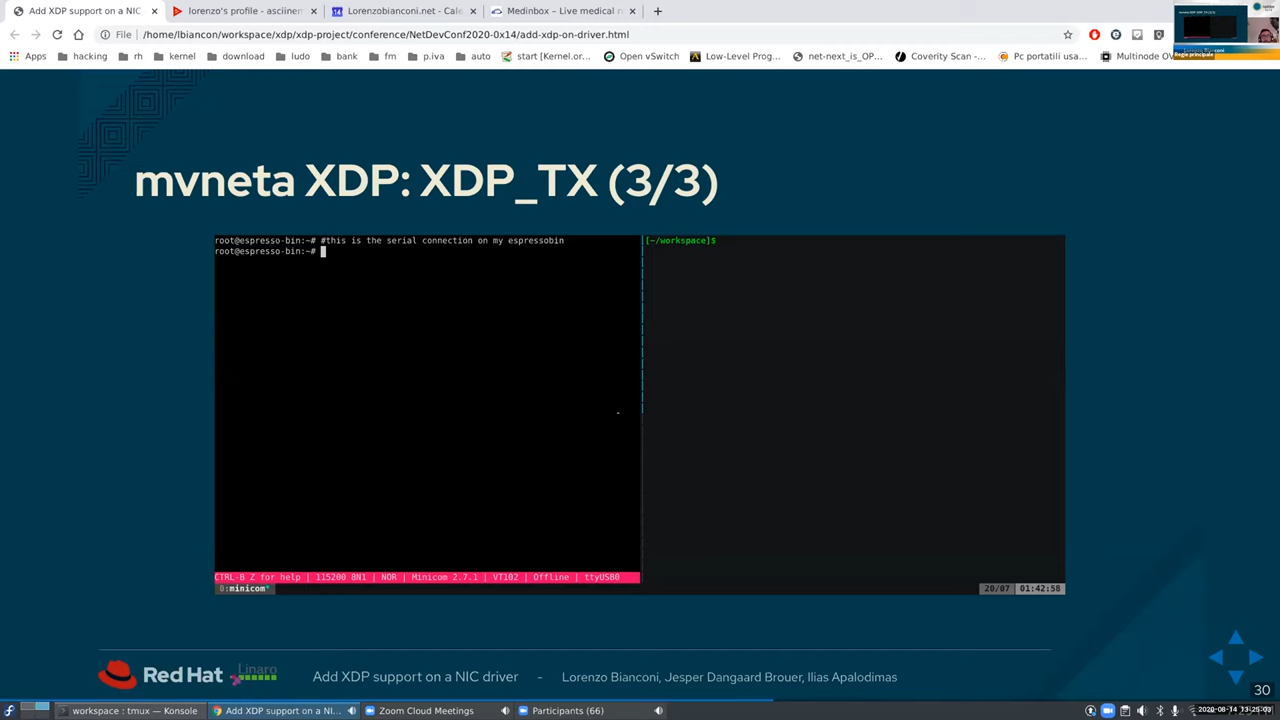 Add XDP support on a NIC
lorenzo's profile - asciinem
Lorenzobianconi.net - Cale
Medinbox – Live medical n
File
/home/lbiancon/workspace/xdp/xdp-project/conference/NetDevConf2020-0x14/add-xdp-on-driver.html
Apps
hacking
rh
kernel
download
ludo
bank
fm
p.iva
auto
start [Kernel.or...
Open vSwitch
Low-Level Prog...
net-next_is_OP...
Coverity Scan -...
Pc portatili usa...
Multinode
Regie principale
mvneta XDP: XDP_TX (3/3)
root@espresso-bin:~# #this is the serial connection on my espressobin
root@espresso-bin:~#
[~/workspace]$
CTRL-B Z for help | 115200 8N1 | NOR | Minicom 2.7.1 | VT102 | Offline | ttyUSB0
0:minicom*
20/07
01:42:58
Red Hat
Linaro
Add XDP support on a NIC driver - Lorenzo Bianconi, Jesper Dangaard Brouer, Ilias Apalodimas
30
workspace : tmux — Konsole
Add XDP support on a NI...
Zoom Cloud Meetings
Participants (66)